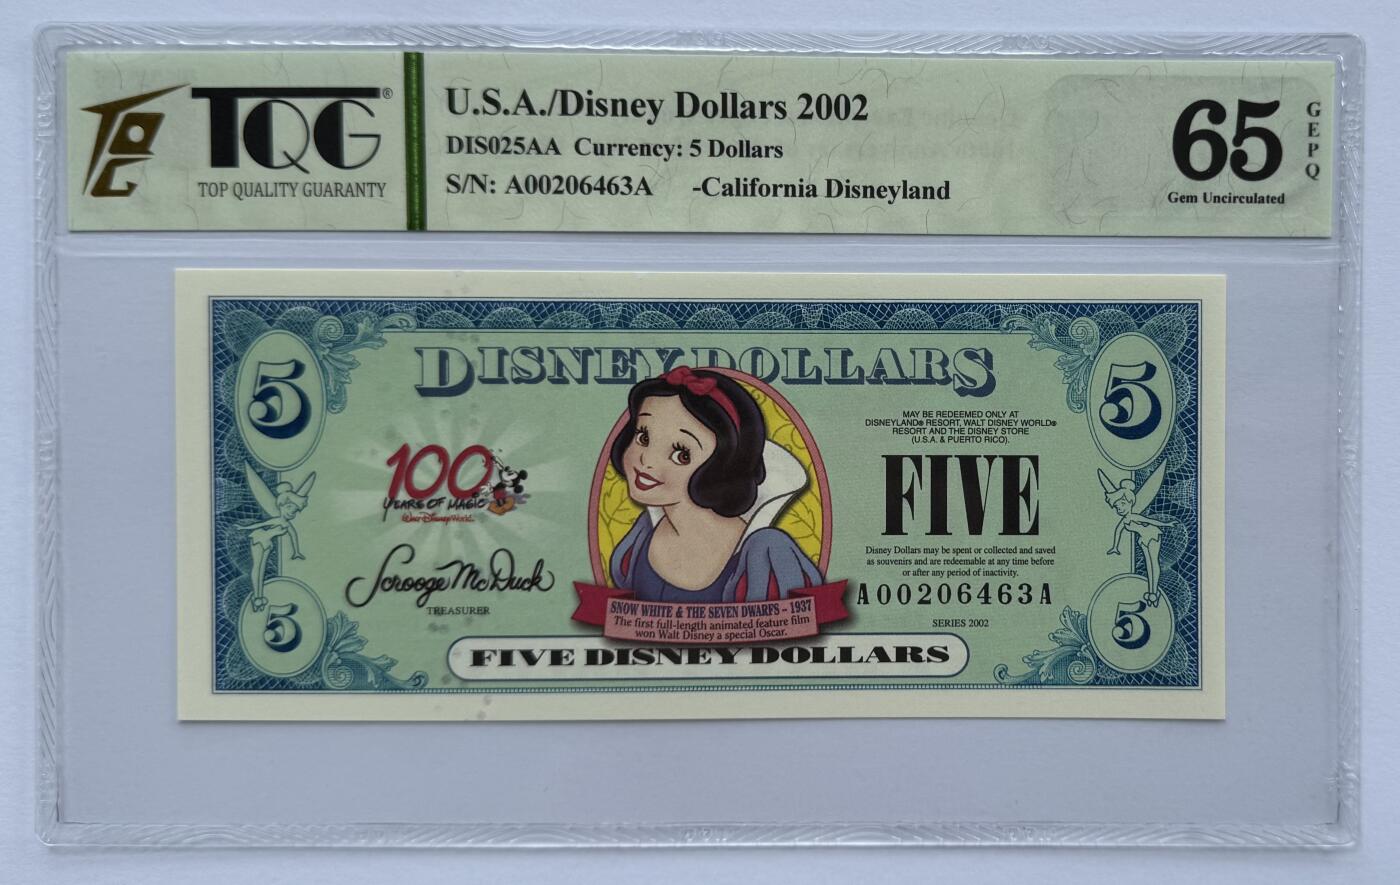 TQG®
TOP QUALITY GUARANTY
U.S.A./Disney Dollars 2002
DIS025AA Currency: 5 Dollars
S/N: A00206463A -California Disneyland
65
GEPQ
Gem Uncirculated
DISNEY DOLLARS
5
5
MAY BE REDEEMED ONLY AT
DISNEYLAND® RESORT, WALT DISNEY WORLD®
RESORT AND THE DISNEY STORE
(U.S.A. & PUERTO RICO).
100
YEARS OF MAGIC
Walt Disney World
FIVE
Disney Dollars may be spent or collected and saved
as souvenirs and are redeemable at any time before
or after any period of inactivity.
Scrooge McDuck
TREASURER
A00206463A
SERIES 2002
SNOW WHITE & THE SEVEN DWARFS – 1937
The first full-length animated feature film
won Walt Disney a special Oscar.
5
5
FIVE DISNEY DOLLARS